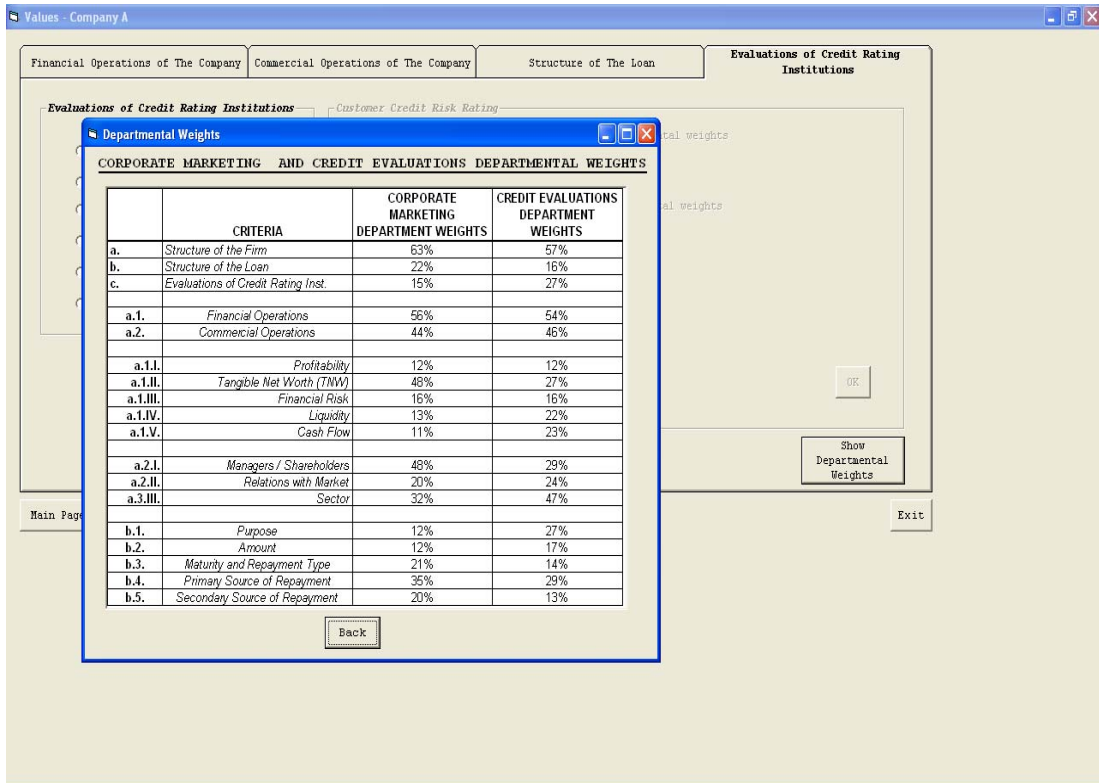 Values - Company A
Financial Operations of The Company
Commercial Operations of The Company
Structure of The Loan
Evaluations of Credit Rating
Institutions
Evaluations of Credit Rating Institutions
Customer Credit Risk Rating
Departmental Weights
weights
CORPORATE MARKETING AND CREDIT EVALUATIONS DEPARTMENTAL WEIGHTS
weights
CRITERIA
CORPORATE
MARKETING
DEPARTMENT WEIGHTS
CREDIT EVALUATIONS
DEPARTMENT
WEIGHTS
a. Structure of the Firm 63% 57%
b. Structure of the Loan 22% 16%
c. Evaluations of Credit Rating Inst. 15% 27%
a.1. Financial Operations 56% 54%
a.2. Commercial Operations 44% 46%
a.1.I. Profitability 12% 12%
a.1.II. Tangible Net Worth (TNW) 48% 27%
a.1.III. Financial Risk 16% 16%
a.1.IV. Liquidity 13% 22%
a.1.V. Cash Flow 11% 23%
a.2.I. Managers / Shareholders 48% 29%
a.2.II. Relations with Market 20% 24%
a.3.III. Sector 32% 47%
b.1. Purpose 12% 27%
b.2. Amount 12% 17%
b.3. Maturity and Repayment Type 21% 14%
b.4. Primary Source of Repayment 35% 29%
b.5. Secondary Source of Repayment 20% 13%
Back
OK
Show
Departmental
Weights
Main Page
Exit